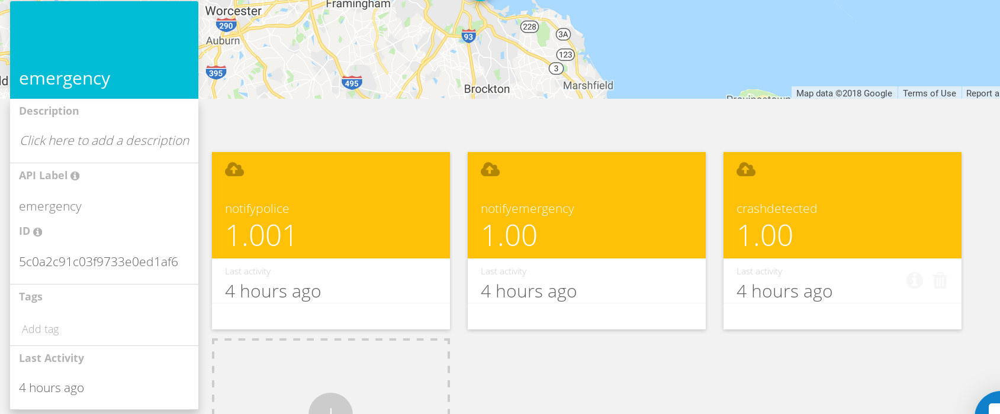 Worcester
Framingham
290
Auburn
93
228
3A
123
3
395
495
Brockton
Marshfield
Provincetown
Map data ©2018 Google
Terms of Use
Report a
emergency
Description
Click here to add a description
API Label
emergency
ID
5c0a2c91c03f9733e0ed1af6
Tags
Add tag
Last Activity
4 hours ago
notifypolice
1.001
Last activity
4 hours ago
notifyemergency
1.00
Last activity
4 hours ago
crashdetected
1.00
Last activity
4 hours ago